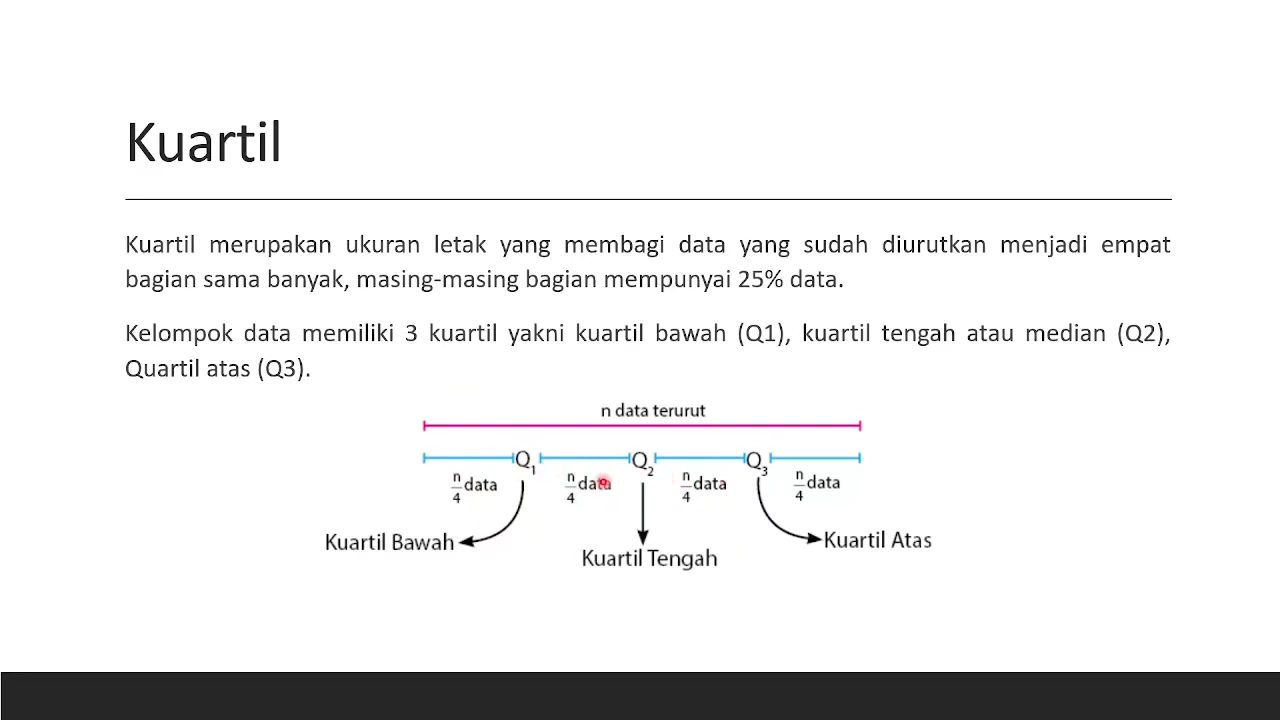 Kuartil
Kuartil merupakan ukuran letak yang membagi data yang sudah diurutkan menjadi empat
bagian sama banyak, masing-masing bagian mempunyai 25% data.
Kelompok data memiliki 3 kuartil yakni kuartil bawah (Q1), kuartil tengah atau median (Q2),
Quartil atas (Q3).
n data terurut
Q₁ Q₂ Q₃
n/4 data n/4 data n/4 data n/4 data
Kuartil Bawah Kuartil Tengah Kuartil Atas